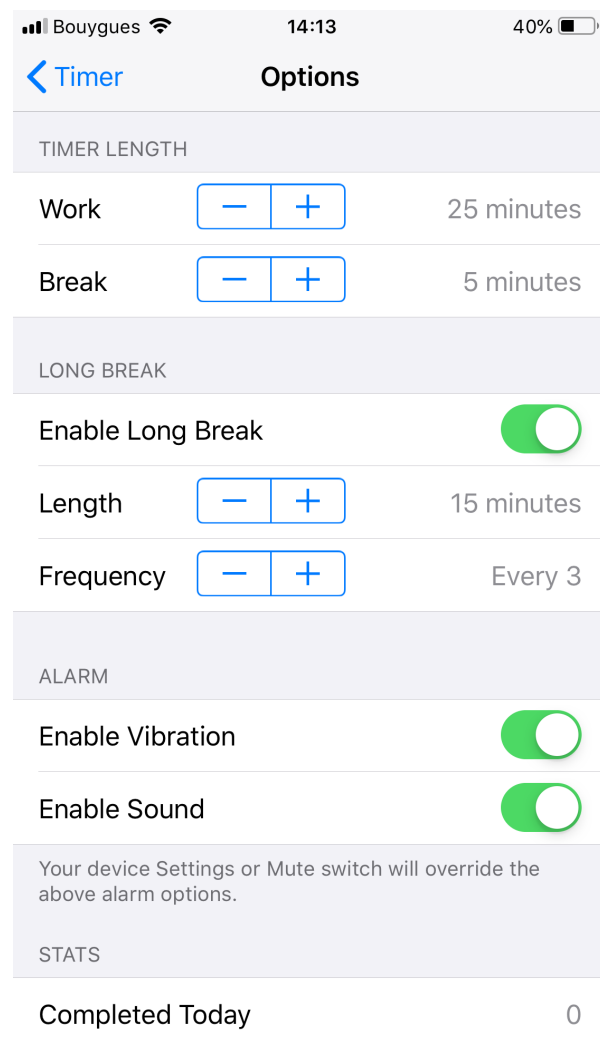 Bouygues 14:13 40%
Timer Options
TIMER LENGTH
Work 25 minutes
Break 5 minutes
LONG BREAK
Enable Long Break
Length 15 minutes
Frequency Every 3
ALARM
Enable Vibration
Enable Sound
Your device Settings or Mute switch will override the
above alarm options.
STATS
Completed Today 0